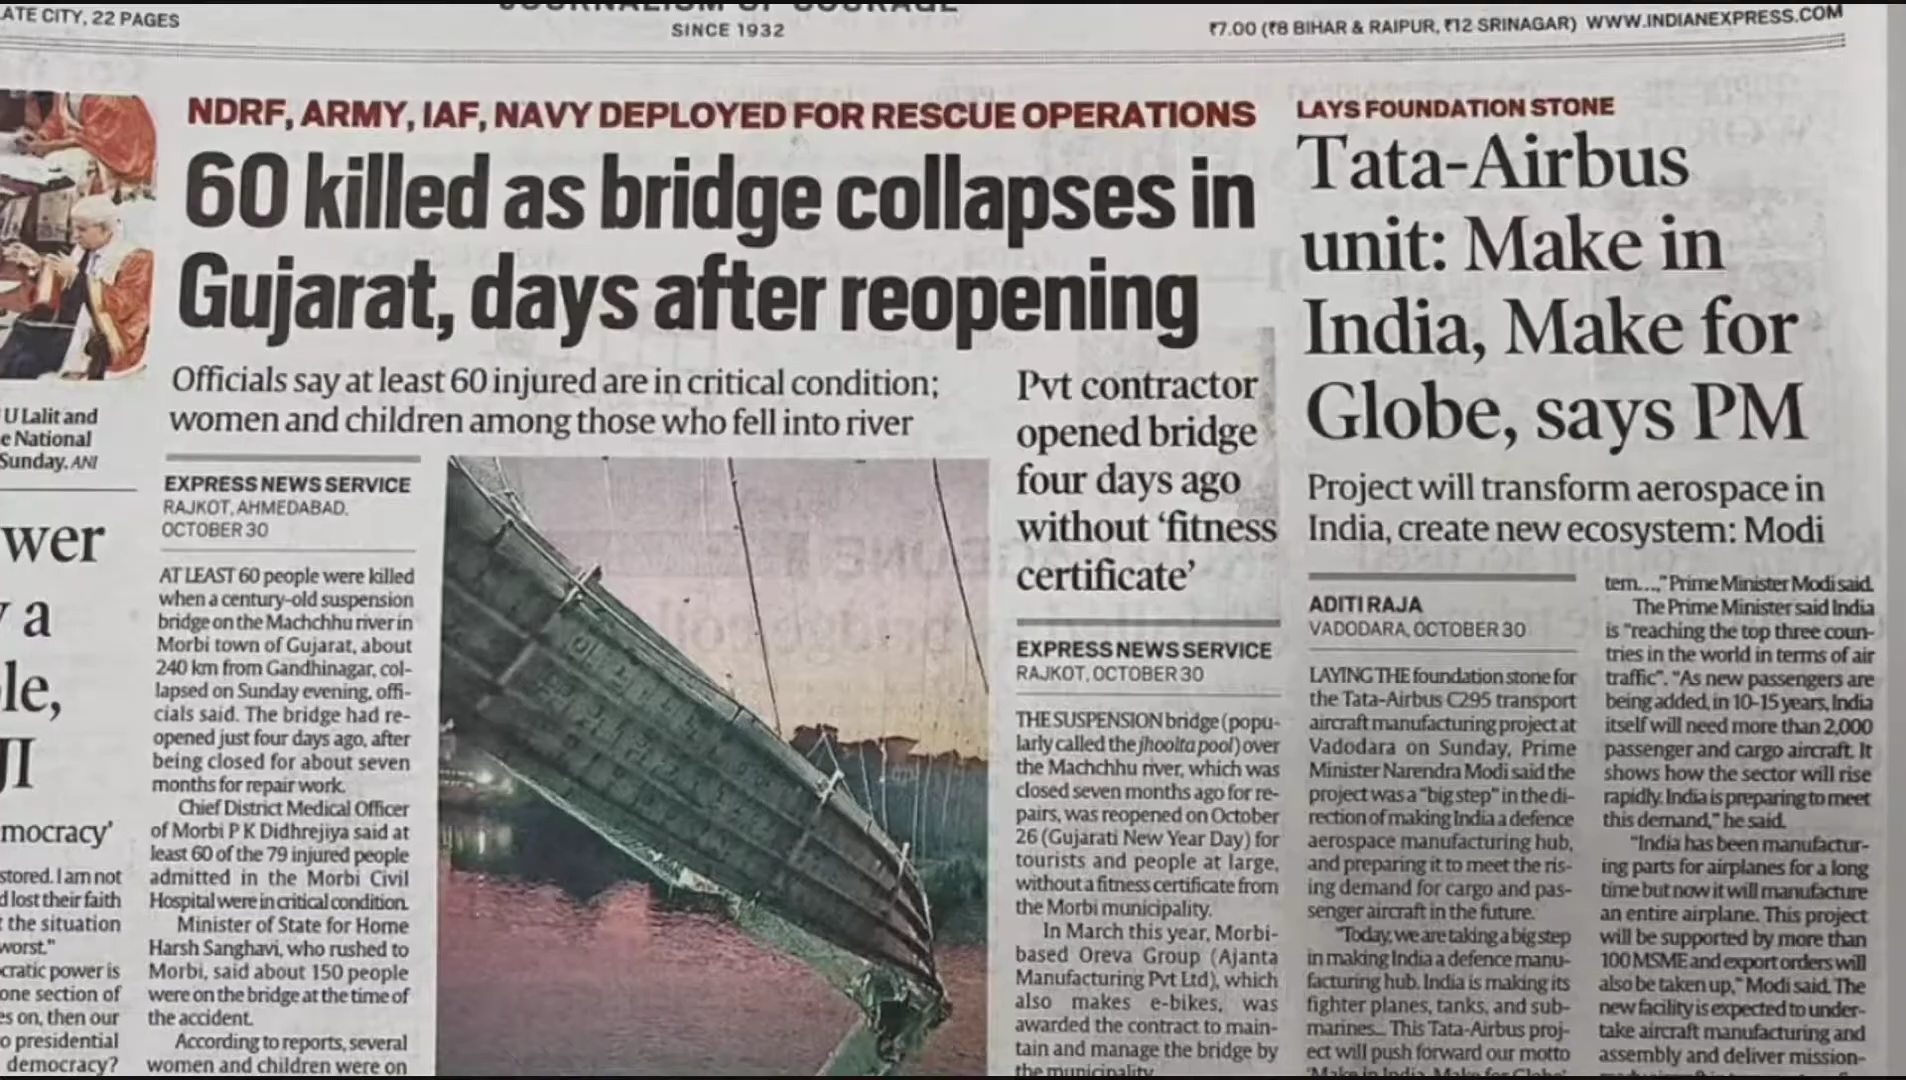 LATE CITY, 22 PAGES
JOURNALISM OF COURAGE
SINCE 1932
₹7.00 (₹8 BIHAR & RAIPUR, ₹12 SRINAGAR) WWW.INDIANEXPRESS.COM
U Lalit and
e National
Sunday. ANI
wer
y a
le,
JI
mocracy'
stored. I am not
d lost their faith
t the situation
worst."
cratic power is
one section of
es on, then our
o presidential
democracy?
NDRF, ARMY, IAF, NAVY DEPLOYED FOR RESCUE OPERATIONS
60 killed as bridge collapses in
Gujarat, days after reopening
Officials say at least 60 injured are in critical condition;
women and children among those who fell into river
EXPRESS NEWS SERVICE
RAJKOT, AHMEDABAD,
OCTOBER 30
AT LEAST 60 people were killed
when a century-old suspension
bridge on the Machchhu river in
Morbi town of Gujarat, about
240 km from Gandhinagar, col-
lapsed on Sunday evening, offi-
cials said. The bridge had re-
opened just four days ago, after
being closed for about seven
months for repair work.
Chief District Medical Officer
of Morbi P K Didhrejiya said at
least 60 of the 79 injured people
admitted in the Morbi Civil
Hospital were in critical condition.
Minister of State for Home
Harsh Sanghavi, who rushed to
Morbi, said about 150 people
were on the bridge at the time of
the accident.
According to reports, several
women and children were on
Pvt contractor
opened bridge
four days ago
without 'fitness
certificate'
EXPRESS NEWS SERVICE
RAJKOT, OCTOBER 30
THE SUSPENSION bridge (popu-
larly called the jhoolta pool) over
the Machchhu river, which was
closed seven months ago for re-
pairs, was reopened on October
26 (Gujarati New Year Day) for
tourists and people at large,
without a fitness certificate from
the Morbi municipality.
In March this year, Morbi-
based Oreva Group (Ajanta
Manufacturing Pvt Ltd), which
also makes e-bikes, was
awarded the contract to main-
tain and manage the bridge by
the municipality.
LAYS FOUNDATION STONE
Tata-Airbus
unit: Make in
India, Make for
Globe, says PM
Project will transform aerospace in
India, create new ecosystem: Modi
ADITI RAJA
VADODARA, OCTOBER 30
LAYING THE foundation stone for
the Tata-Airbus C295 transport
aircraft manufacturing project at
Vadodara on Sunday, Prime
Minister Narendra Modi said the
project was a "big step" in the di-
rection of making India a defence
aerospace manufacturing hub,
and preparing it to meet the ris-
ing demand for cargo and pas-
senger aircraft in the future.
"Today, we are taking a big step
in making India a defence manu-
facturing hub. India is making its
fighter planes, tanks, and sub-
marines... This Tata-Airbus proj-
ect will push forward our motto
'Make in India, Make for Globe'
tem....," Prime Minister Modi said.
The Prime Minister said India
is "reaching the top three coun-
tries in the world in terms of air
traffic". "As new passengers are
being added, in 10-15 years, India
itself will need more than 2,000
passenger and cargo aircraft. It
shows how the sector will rise
rapidly. India is preparing to meet
this demand," he said.
"India has been manufactur-
ing parts for airplanes for a long
time but now it will manufacture
an entire airplane. This project
will be supported by more than
100 MSME and export orders will
also be taken up," Modi said. The
new facility is expected to under-
take aircraft manufacturing and
assembly and deliver mission-